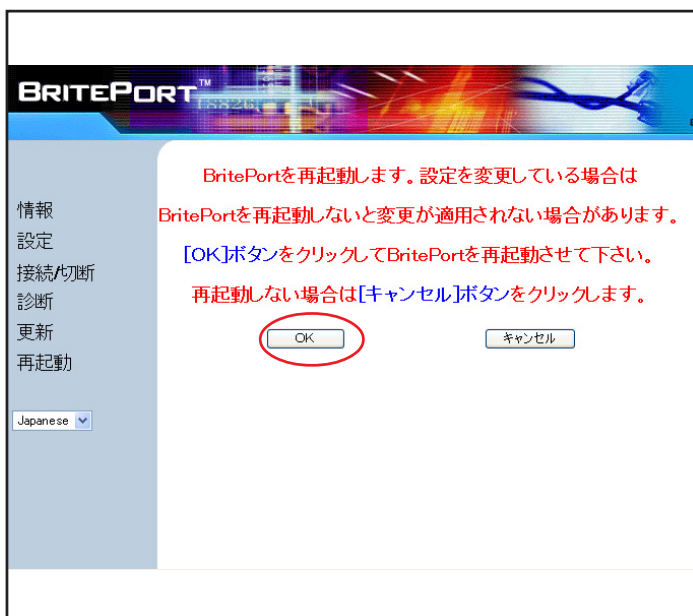 BRITEPORT™
BritePortを再起動します。設定を変更している場合は
BritePortを再起動しないと変更が適用されない場合があります。
[OK]ボタンをクリックしてBritePortを再起動させて下さい。
再起動しない場合は[キャンセル]ボタンをクリックします。
OK
キャンセル
情報
設定
接続/切断
診断
更新
再起動
Japanese